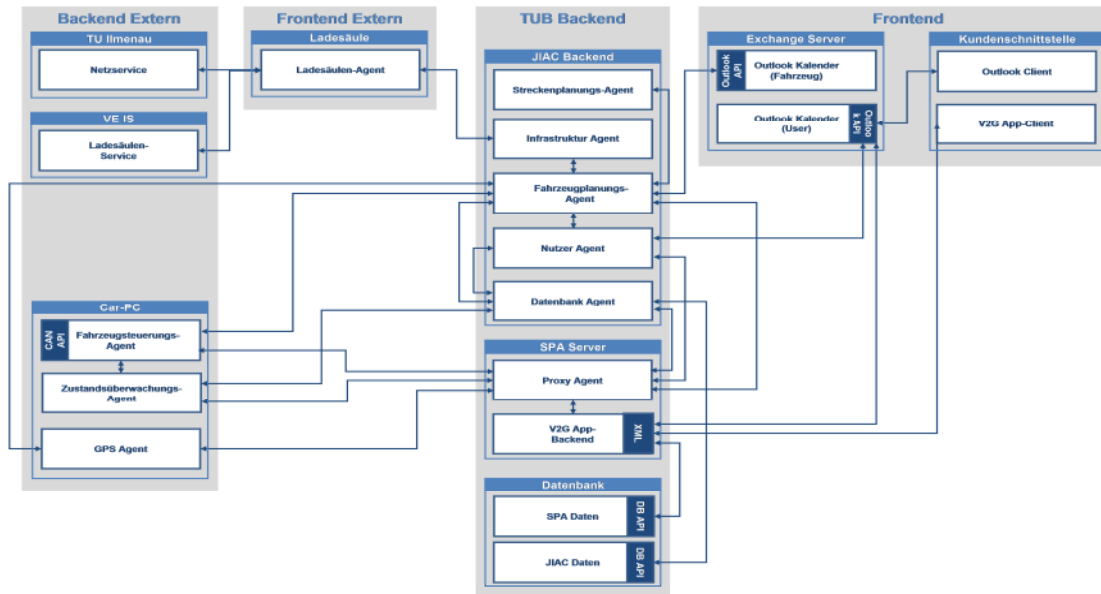 Backend Extern
TU Ilmenau
Netzservice
VE IS
Ladesäulen-
Service
Car-PC
CAN
API
Fahrzeugsteuerungs-
Agent
Zustandsüberwachungs-
Agent
GPS Agent
Frontend Extern
Ladesäule
Ladesäulen-Agent
TUB Backend
JIAC Backend
Streckenplanungs-Agent
Infrastruktur Agent
Fahrzeugplanungs-
Agent
Nutzer Agent
Datenbank Agent
SPA Server
Proxy Agent
V2G App-
Backend
XML
Datenbank
SPA Daten
DB API
JIAC Daten
DB API
Frontend
Exchange Server
Outlook
API
Outlook Kalender
(Fahrzeug)
Outlook Kalender
(User)
Outloo
k API
Kundenschnittstelle
Outlook Client
V2G App-Client